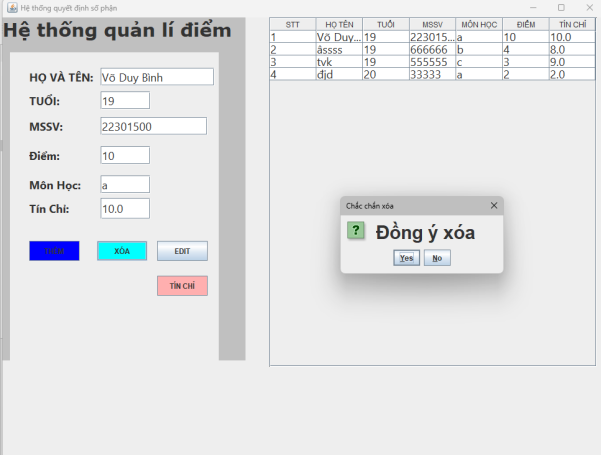 Hệ thống quyết định số phận
Hệ thống quản lí điểm
HỌ VÀ TÊN: Võ Duy Bình
TUỔI: 19
MSSV: 22301500
Điểm: 10
Môn Học: a
Tín Chỉ: 10.0
THÊM XÓA EDIT
TÍN CHỈ
STT HỌ TÊN TUỔI MSSV MÔN HỌC ĐIỂM TÍN CHỈ
1 Võ Duy... 19 223015... a 10 10.0
2 âssss 19 666666 b 4 8.0
3 tvk 19 555555 c 3 9.0
4 đjd 20 33333 a 2 2.0
Chắc chắn xóa
? Đồng ý xóa
Yes No